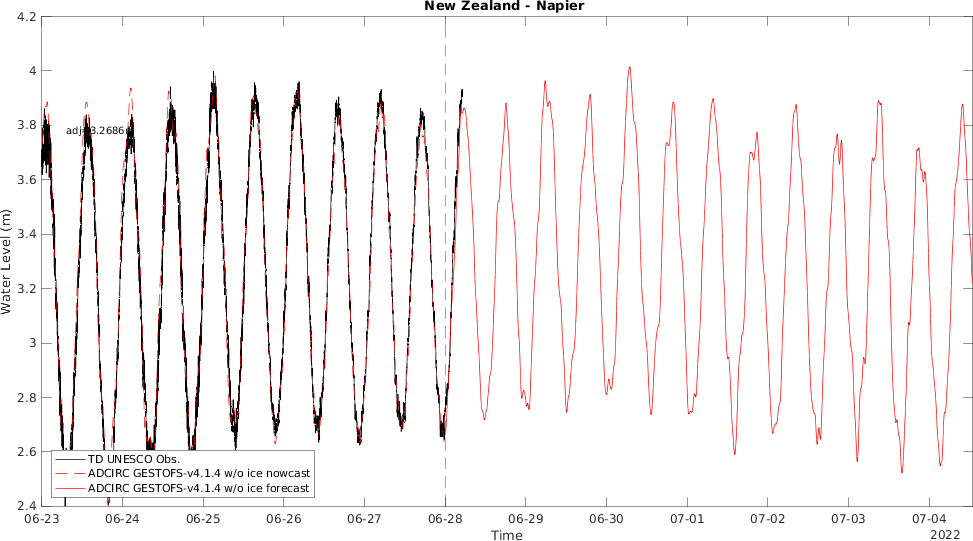 New Zealand - Napier
4.2
4
3.8
3.6
3.4
3.2
3
2.8
2.6
2.4
Water Level (m)
TD UNESCO Obs.
ADCIRC GESTOFS-v4.1.4 w/o ice nowcast
ADCIRC GESTOFS-v4.1.4 w/o ice forecast
06-23 06-24 06-25 06-26 06-27 06-28 06-29 06-30 07-01 07-02 07-03 07-04
Time
2022